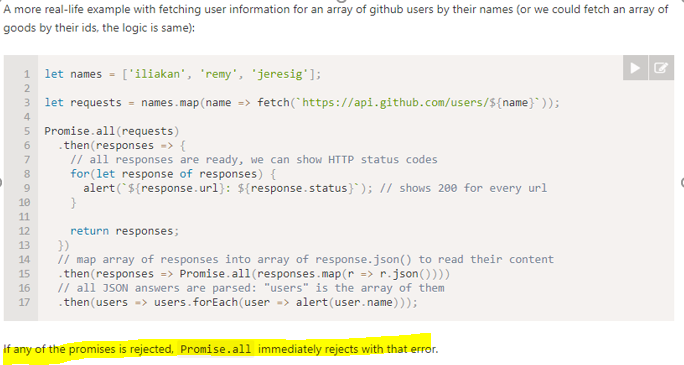 A more real-life example with fetching user information for an array of github users by their names (or we could fetch an array of
goods by their ids, the logic is same):
1 let names = ['iliakan', 'remy', 'jeresig'];
2
3 let requests = names.map(name => fetch(`https://api.github.com/users/${name}`));
4
5 Promise.all(requests)
6 .then(responses => {
7 // all responses are ready, we can show HTTP status codes
8 for(let response of responses) {
9 alert(`${response.url}: ${response.status}`); // shows 200 for every url
10 }
11
12 return responses;
13 })
14 // map array of responses into array of response.json() to read their content
15 .then(responses => Promise.all(responses.map(r => r.json())))
16 // all JSON answers are parsed: "users" is the array of them
17 .then(users => users.forEach(user => alert(user.name)));
If any of the promises is rejected, Promise.all immediately rejects with that error.